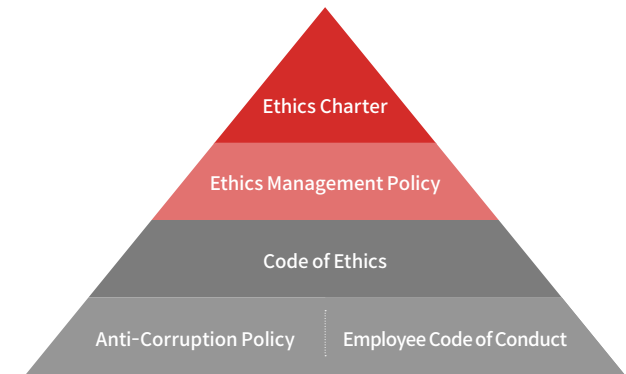 Ethics Charter
Ethics Management Policy
Code of Ethics
Anti-Corruption Policy
Employee Code of Conduct